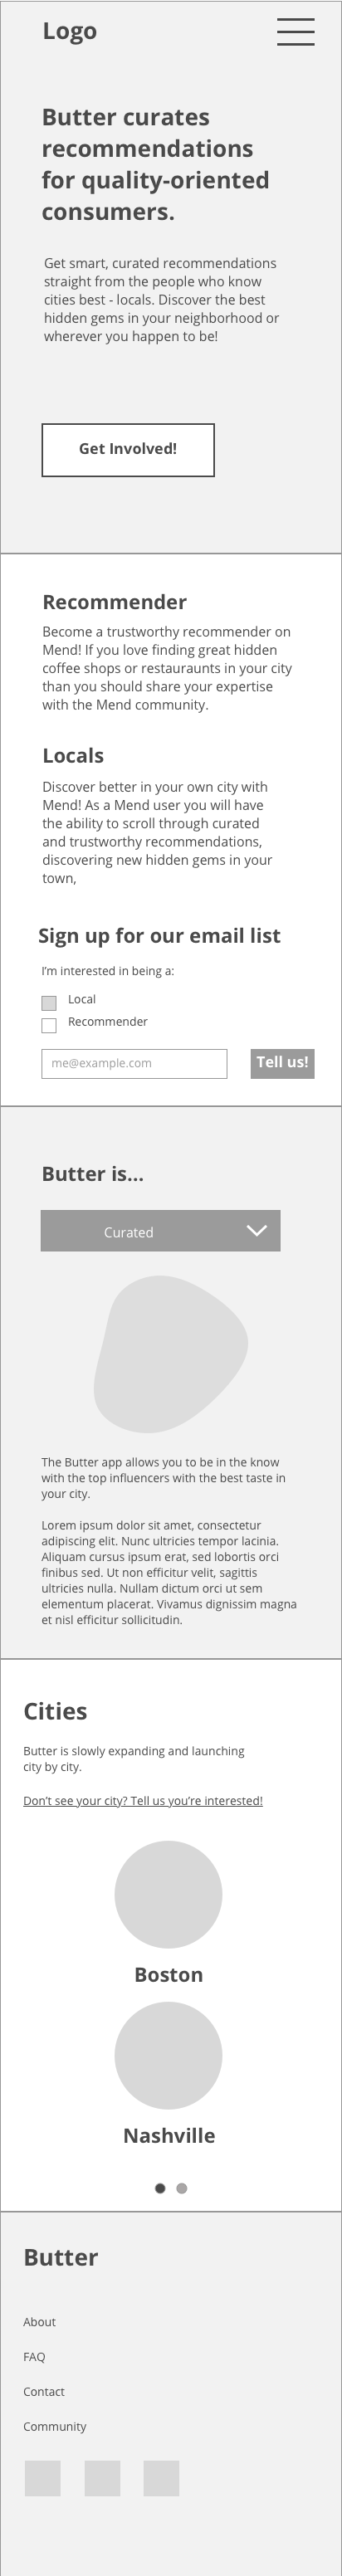 Logo
Butter curates
recommendations
for quality-oriented
consumers.
Get smart, curated recommendations
straight from the people who know
cities best - locals. Discover the best
hidden gems in your neighborhood or
wherever you happen to be!
Get Involved!
Recommender
Become a trustworthy recommender on
Mend! If you love finding great hidden
coffee shops or restaurants in your city
than you should share your expertise
with the Mend community.
Locals
Discover better in your own city with
Mend! As a Mend user you will have
the ability to scroll through curated
and trustworthy recommendations,
discovering new hidden gems in your
town,
Sign up for our email list
I'm interested in being a:
Local
Recommender
me@example.com
Tell us!
Butter is...
Curated
The Butter app allows you to be in the know
with the top influencers with the best taste in
your city.
Lorem ipsum dolor sit amet, consectetur
adipiscing elit. Nunc ultricies tempor lacinia.
Aliquam cursus ipsum erat, sed lobortis orci
finibus sed. Ut non efficitur velit, sagittis
ultricies nulla. Nullam dictum orci ut sem
elementum placerat. Vivamus dignissim magna
et nisl efficitur sollicitudin.
Cities
Butter is slowly expanding and launching
city by city.
Don't see your city? Tell us you're interested!
Boston
Nashville
Butter
About
FAQ
Contact
Community